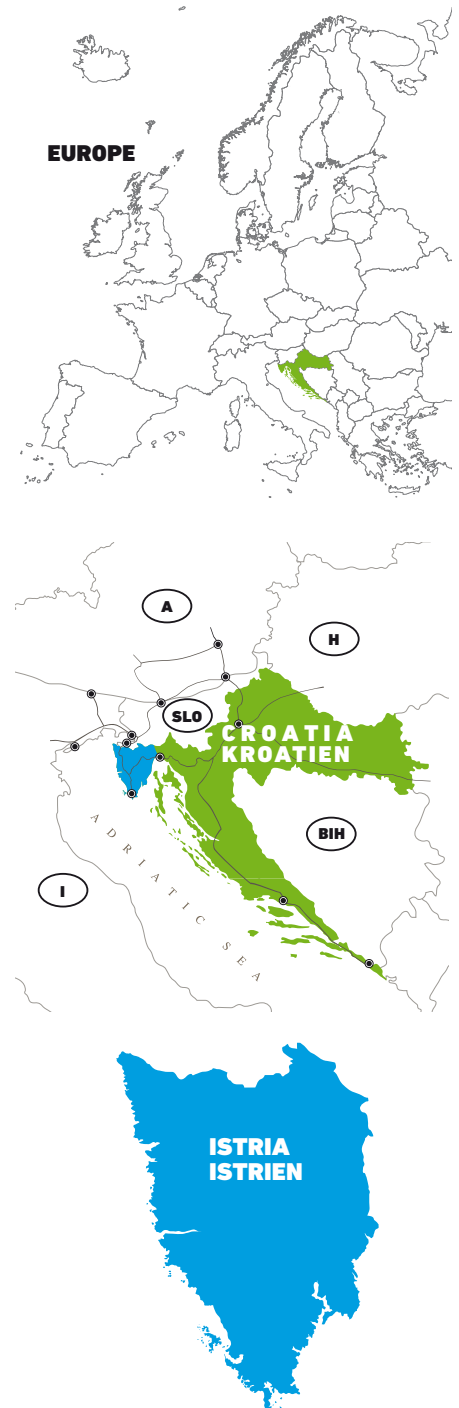 EUROPE
A
H
SLO
CROATIA
KROATIEN
BIH
I
ADRIATIC SEA
ISTRIA
ISTRIEN